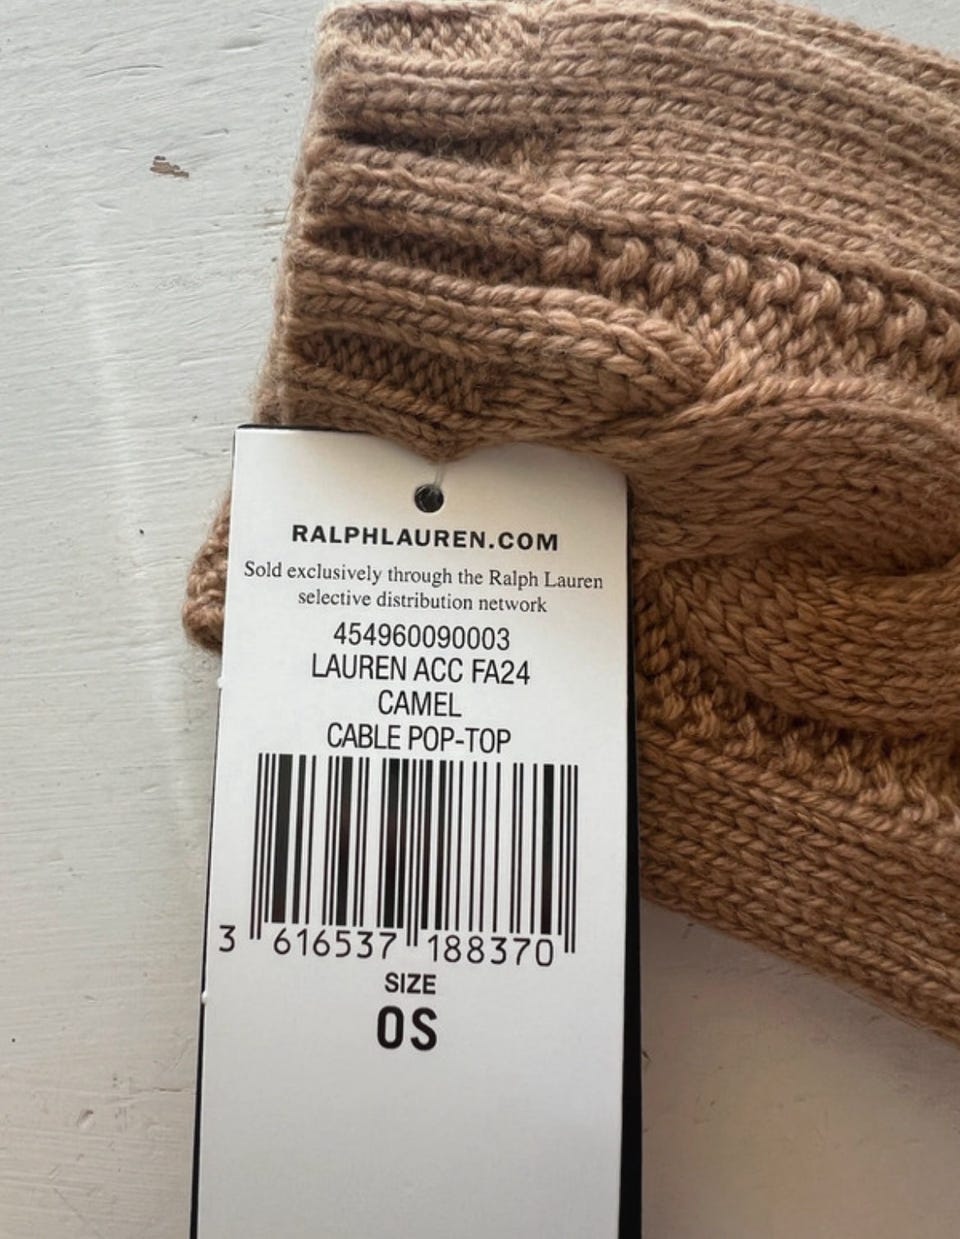 RALPHLAUREN.COM
Sold exclusively through the Ralph Lauren
selective distribution network
454960090003
LAUREN ACC FA24
CAMEL
CABLE POP-TOP
3 616537 188370
SIZE
OS